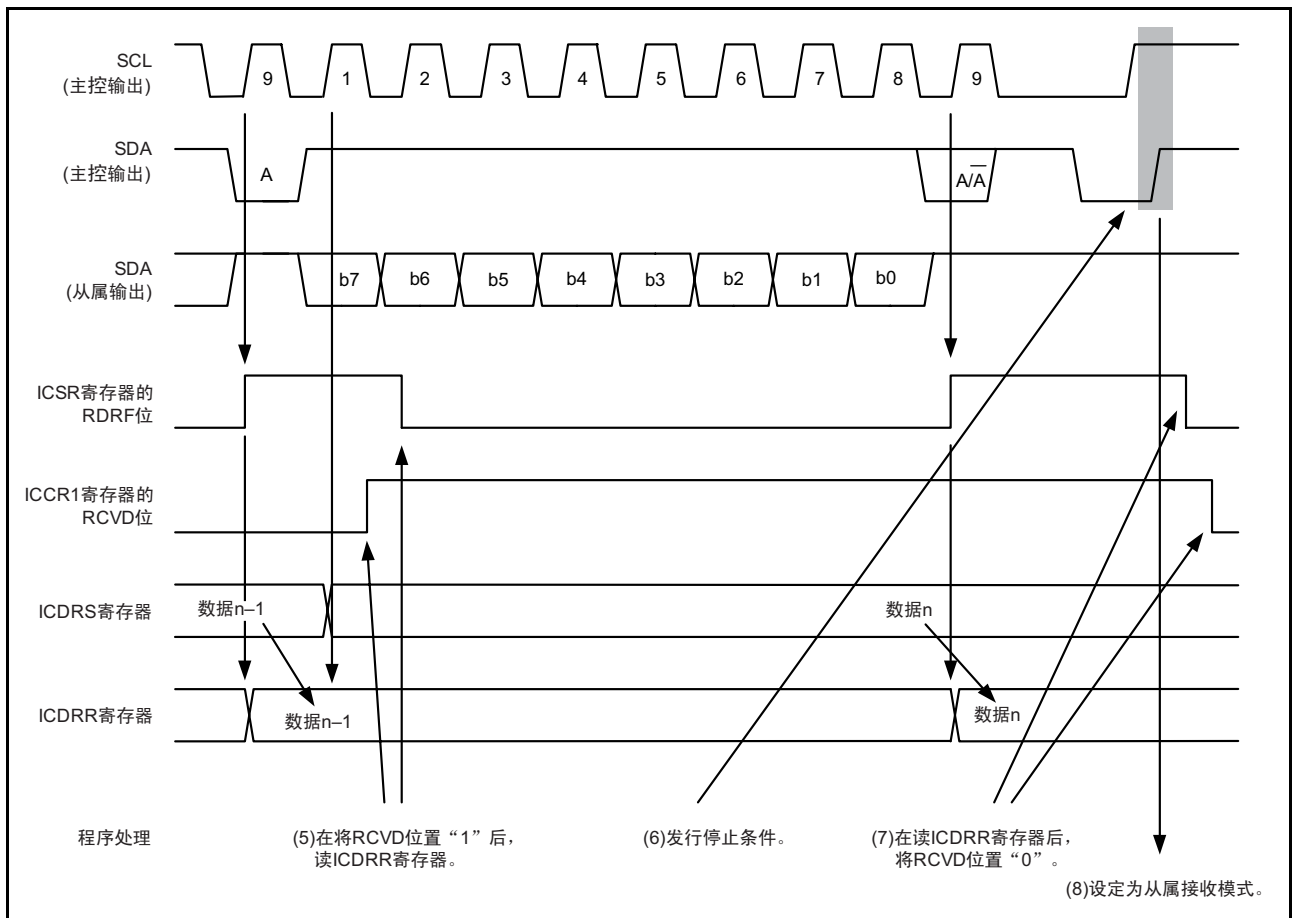 SCL
(主控输出)
9 1 2 3 4 5 6 7 8 9
SDA
(主控输出)
A
A/A̅
SDA
(从属输出)
b7 b6 b5 b4 b3 b2 b1 b0
ICSR寄存器的
RDRF位
ICCR1寄存器的
RCVD位
ICDRS寄存器
数据n–1
数据n
ICDRR寄存器
数据n–1
数据n
程序处理
(5)在将RCVD位置“1”后，
读ICDRR寄存器。
(6)发行停止条件。
(7)在读ICDRR寄存器后，
将RCVD位置“0”。
(8)设定为从属接收模式。